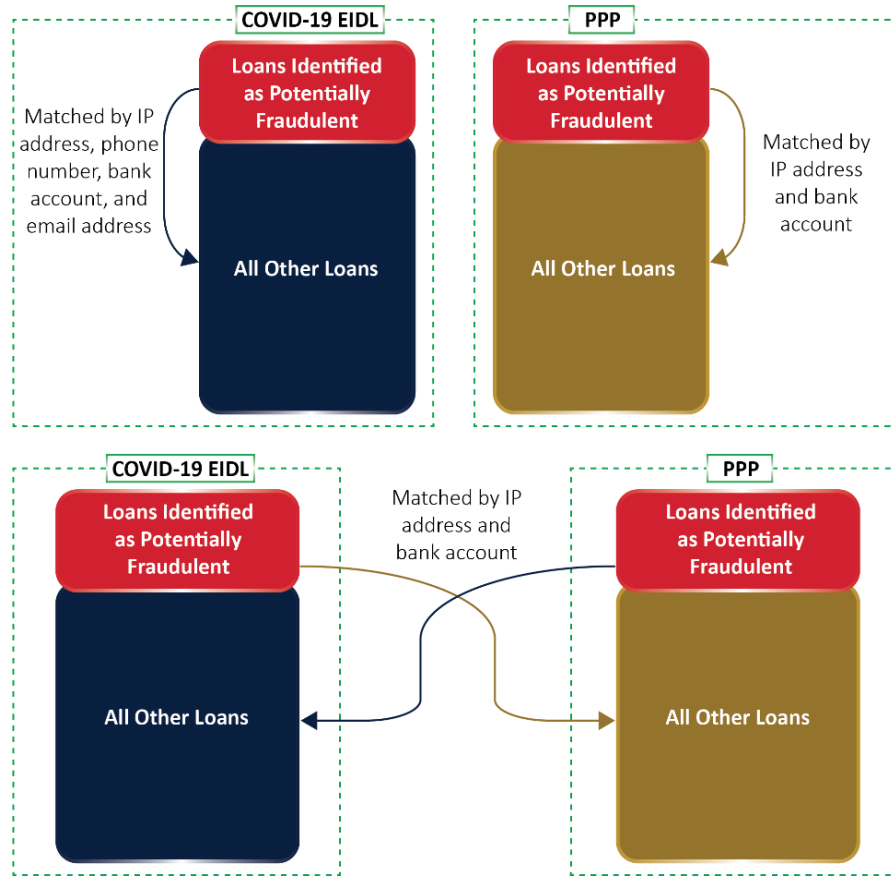 COVID-19 EIDL
Loans Identified
as Potentially
Fraudulent
Matched by IP
address, phone
number, bank
account, and
email address
All Other Loans
PPP
Loans Identified
as Potentially
Fraudulent
Matched by
IP address
and bank
account
All Other Loans
COVID-19 EIDL
Loans Identified
as Potentially
Fraudulent
All Other Loans
Matched by IP
address and
bank account
PPP
Loans Identified
as Potentially
Fraudulent
All Other Loans